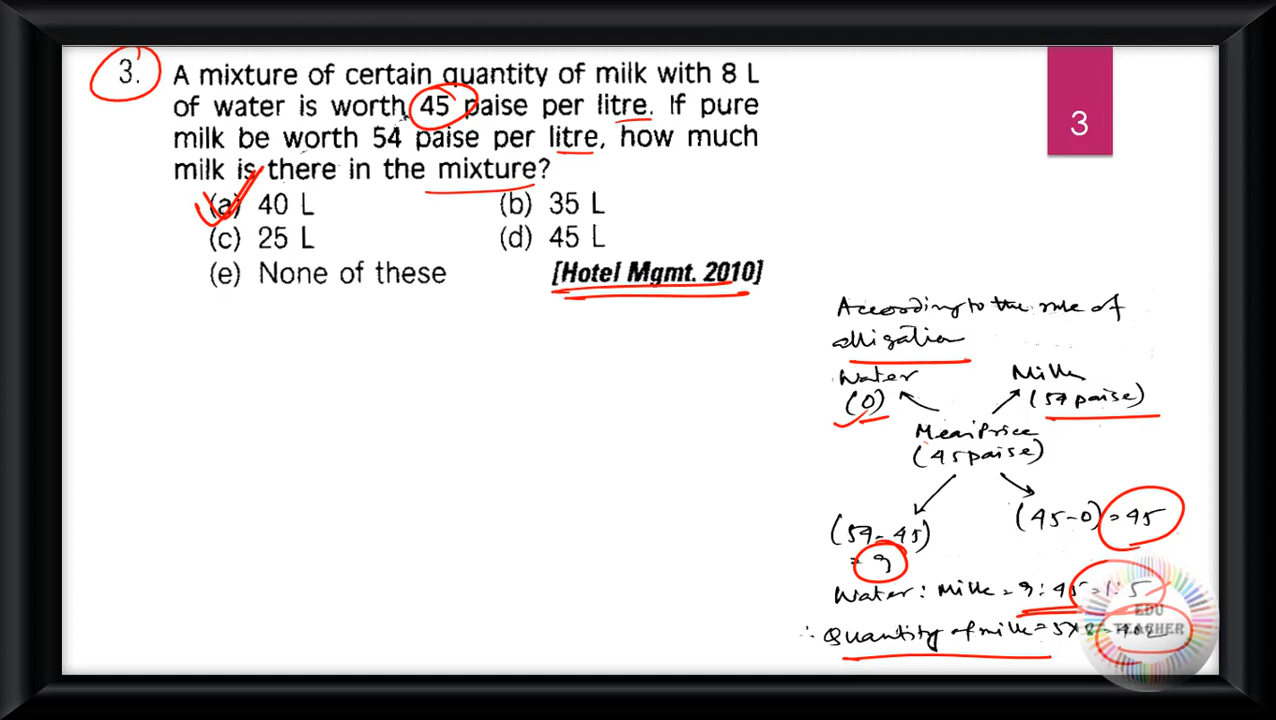 3.
A mixture of certain quantity of milk with 8 L
of water is worth 45 paise per litre. If pure
milk be worth 54 paise per litre, how much
milk is there in the mixture?
(a) 40 L (b) 35 L
(c) 25 L (d) 45 L
(e) None of these [Hotel Mgmt. 2010]
3
According to the rule of
alligation
Water Milk
(0) (54 paise)
Mean Price
(45 paise)
(54-45) (45-0) = 45
= 9
Water : Milk = 9 : 45 = 1 : 5
∴ Quantity of milk = 5×8 = 40L
EDU
TEACHER